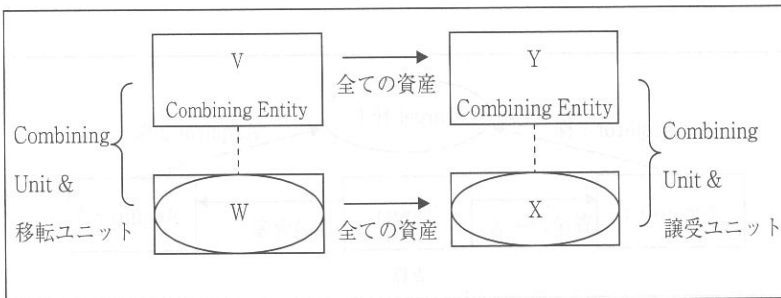 V
Combining Entity
全ての資産
Y
Combining Entity
Combining
Unit &
移転ユニット
Combining
Unit &
譲受ユニット
W
全ての資産
X